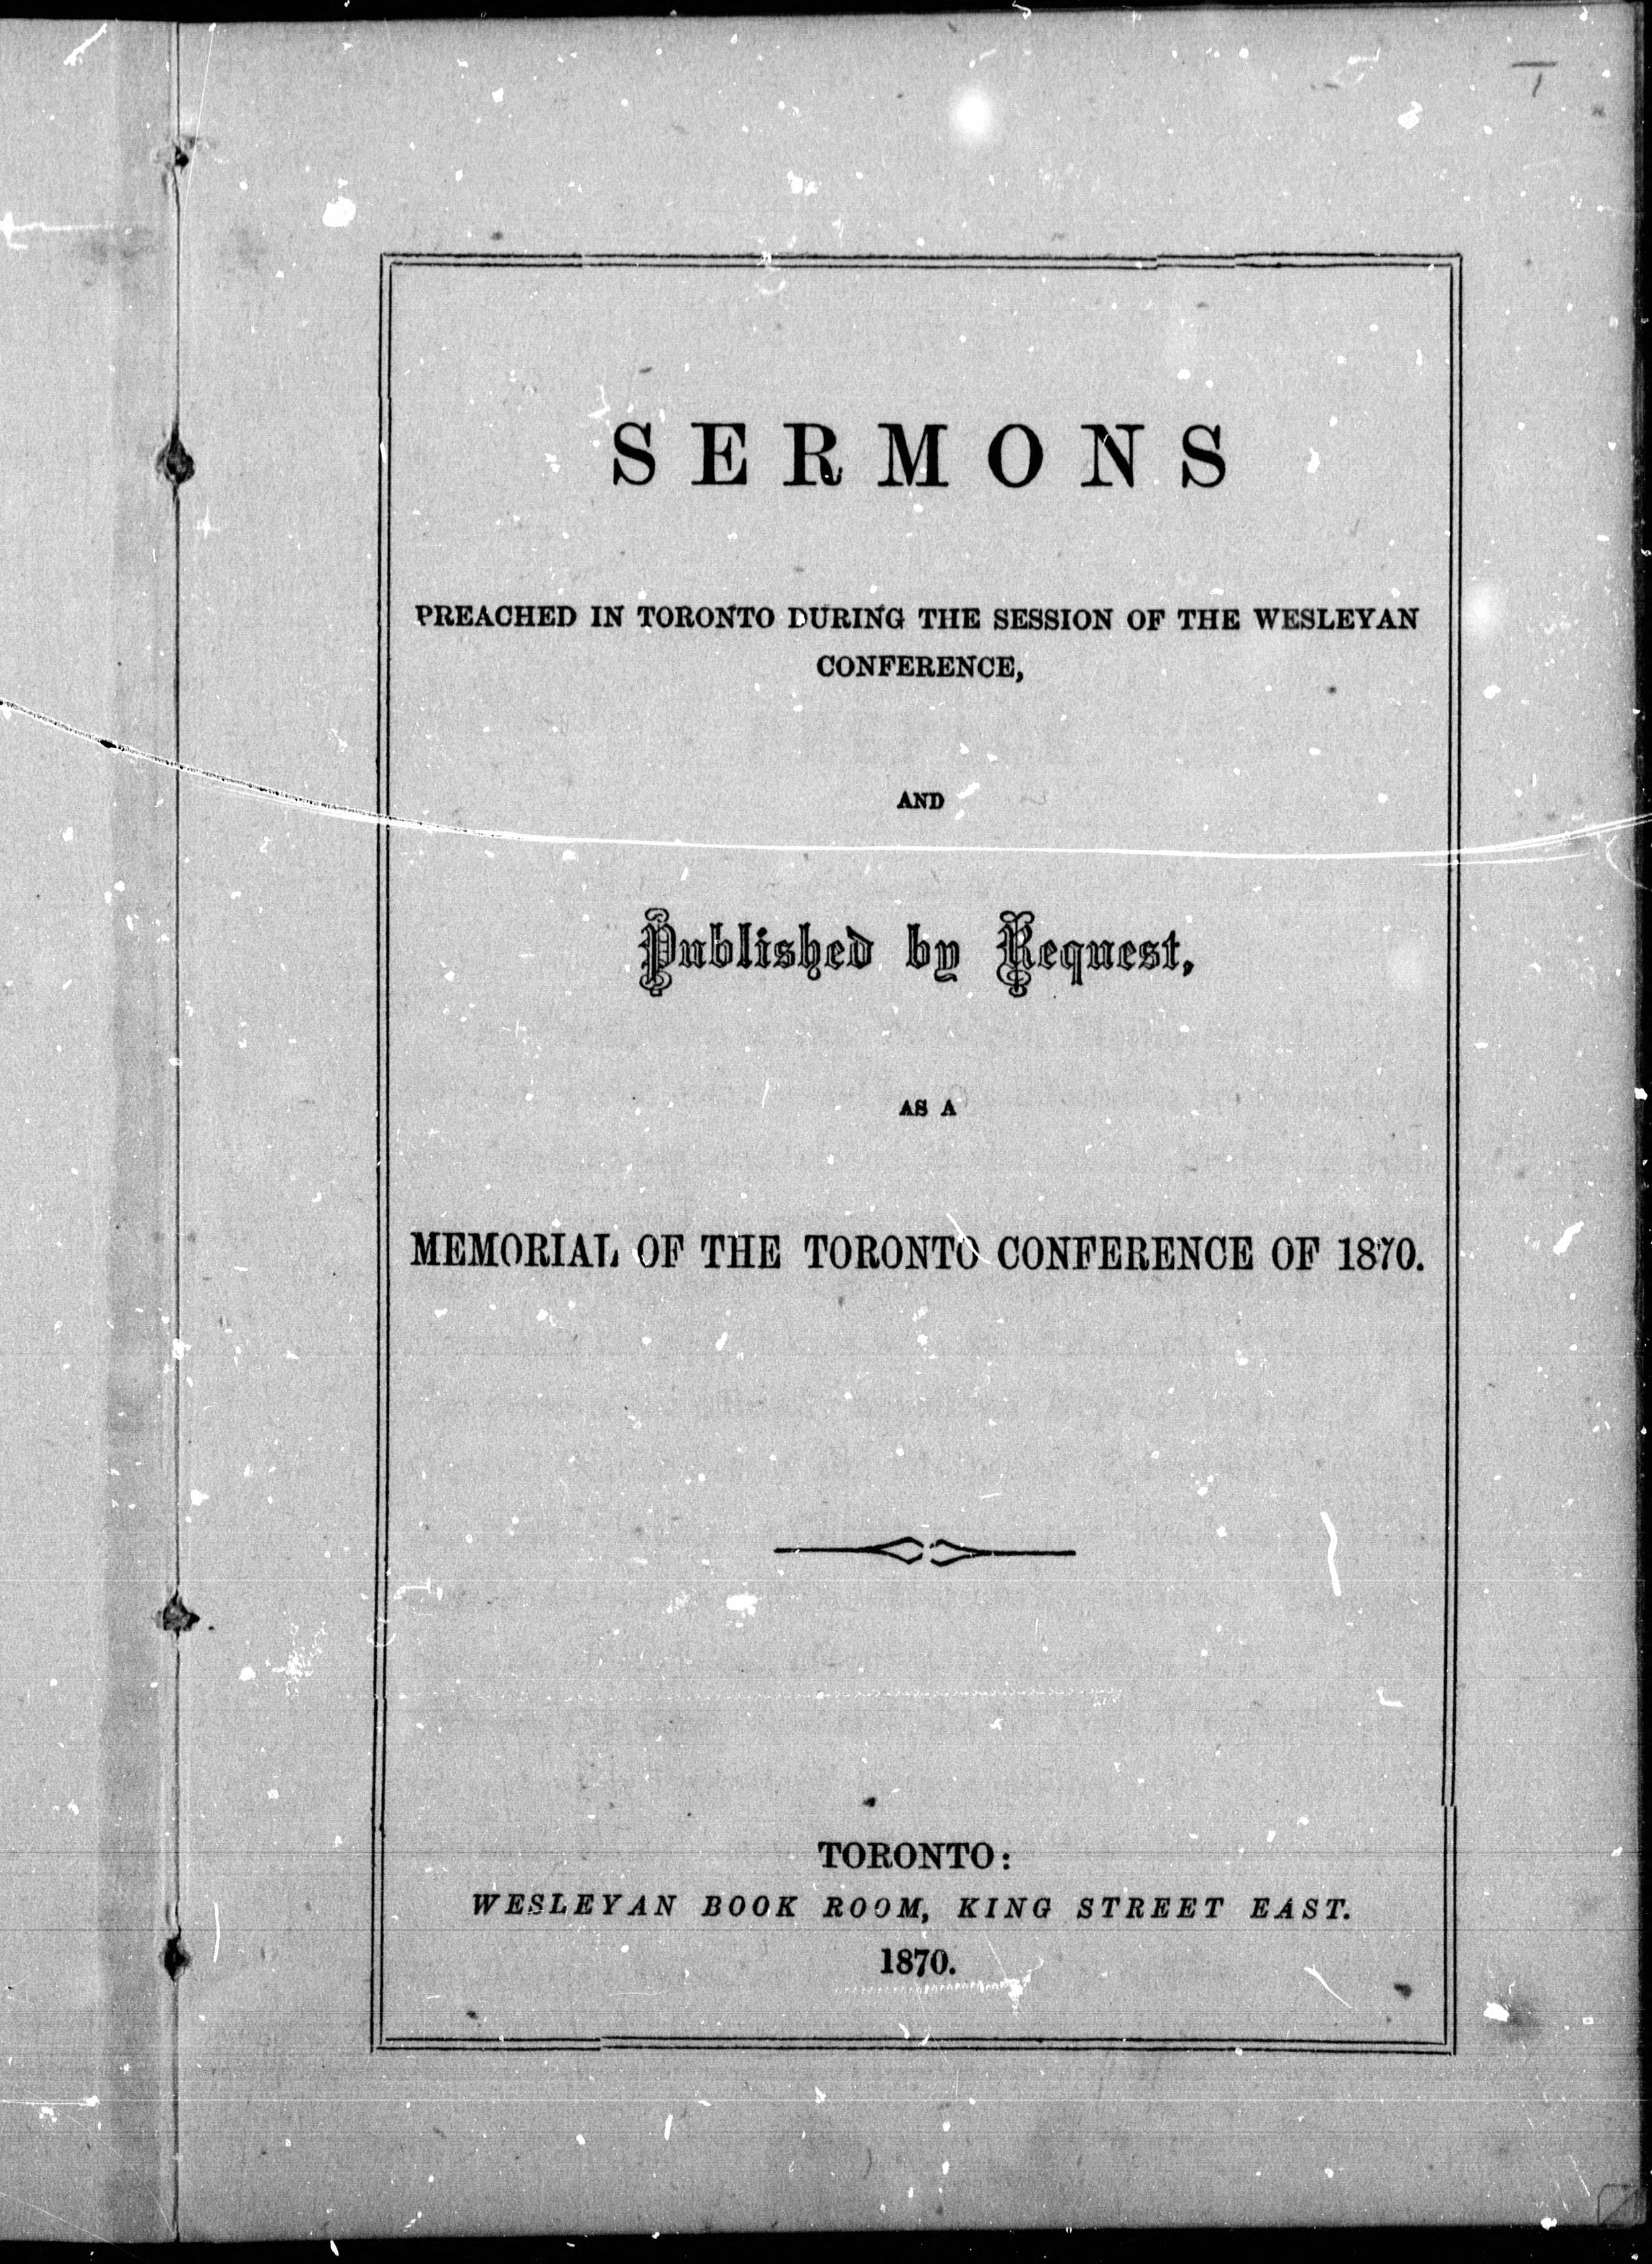 SERMONS
PREACHED IN TORONTO DURING THE SESSION OF THE WESLEYAN
CONFERENCE,
AND
Published by Request,
AS A
MEMORIAL OF THE TORONTO CONFERENCE OF 1870.
TORONTO:
WESLEYAN BOOK ROOM, KING STREET EAST.
1870.